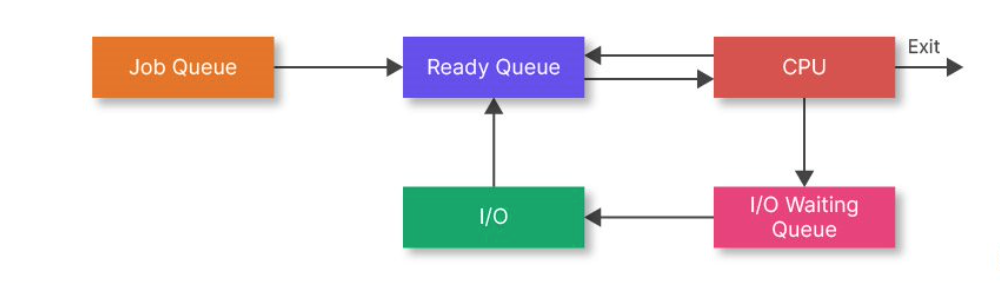 Job Queue
Ready Queue
CPU
Exit
I/O
I/O Waiting
Queue